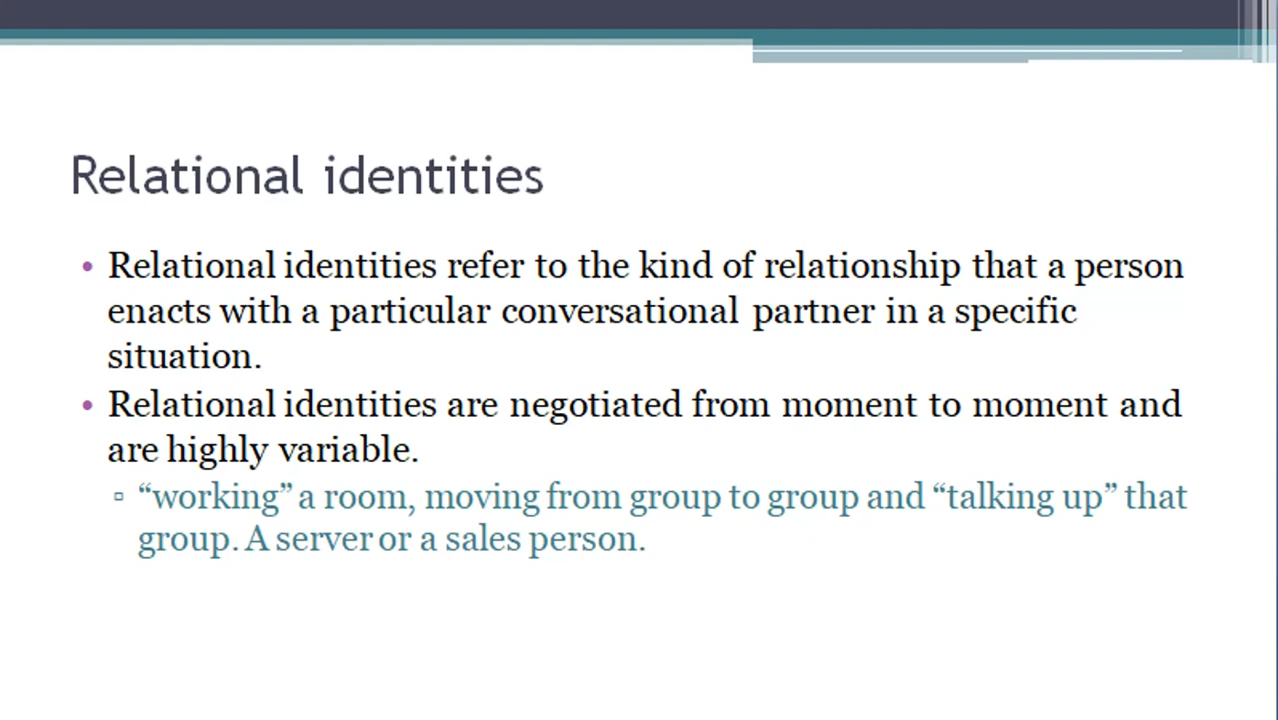 Relational identities
• Relational identities refer to the kind of relationship that a person
enacts with a particular conversational partner in a specific
situation.
• Relational identities are negotiated from moment to moment and
are highly variable.
▫ “working” a room, moving from group to group and “talking up” that
group. A server or a sales person.